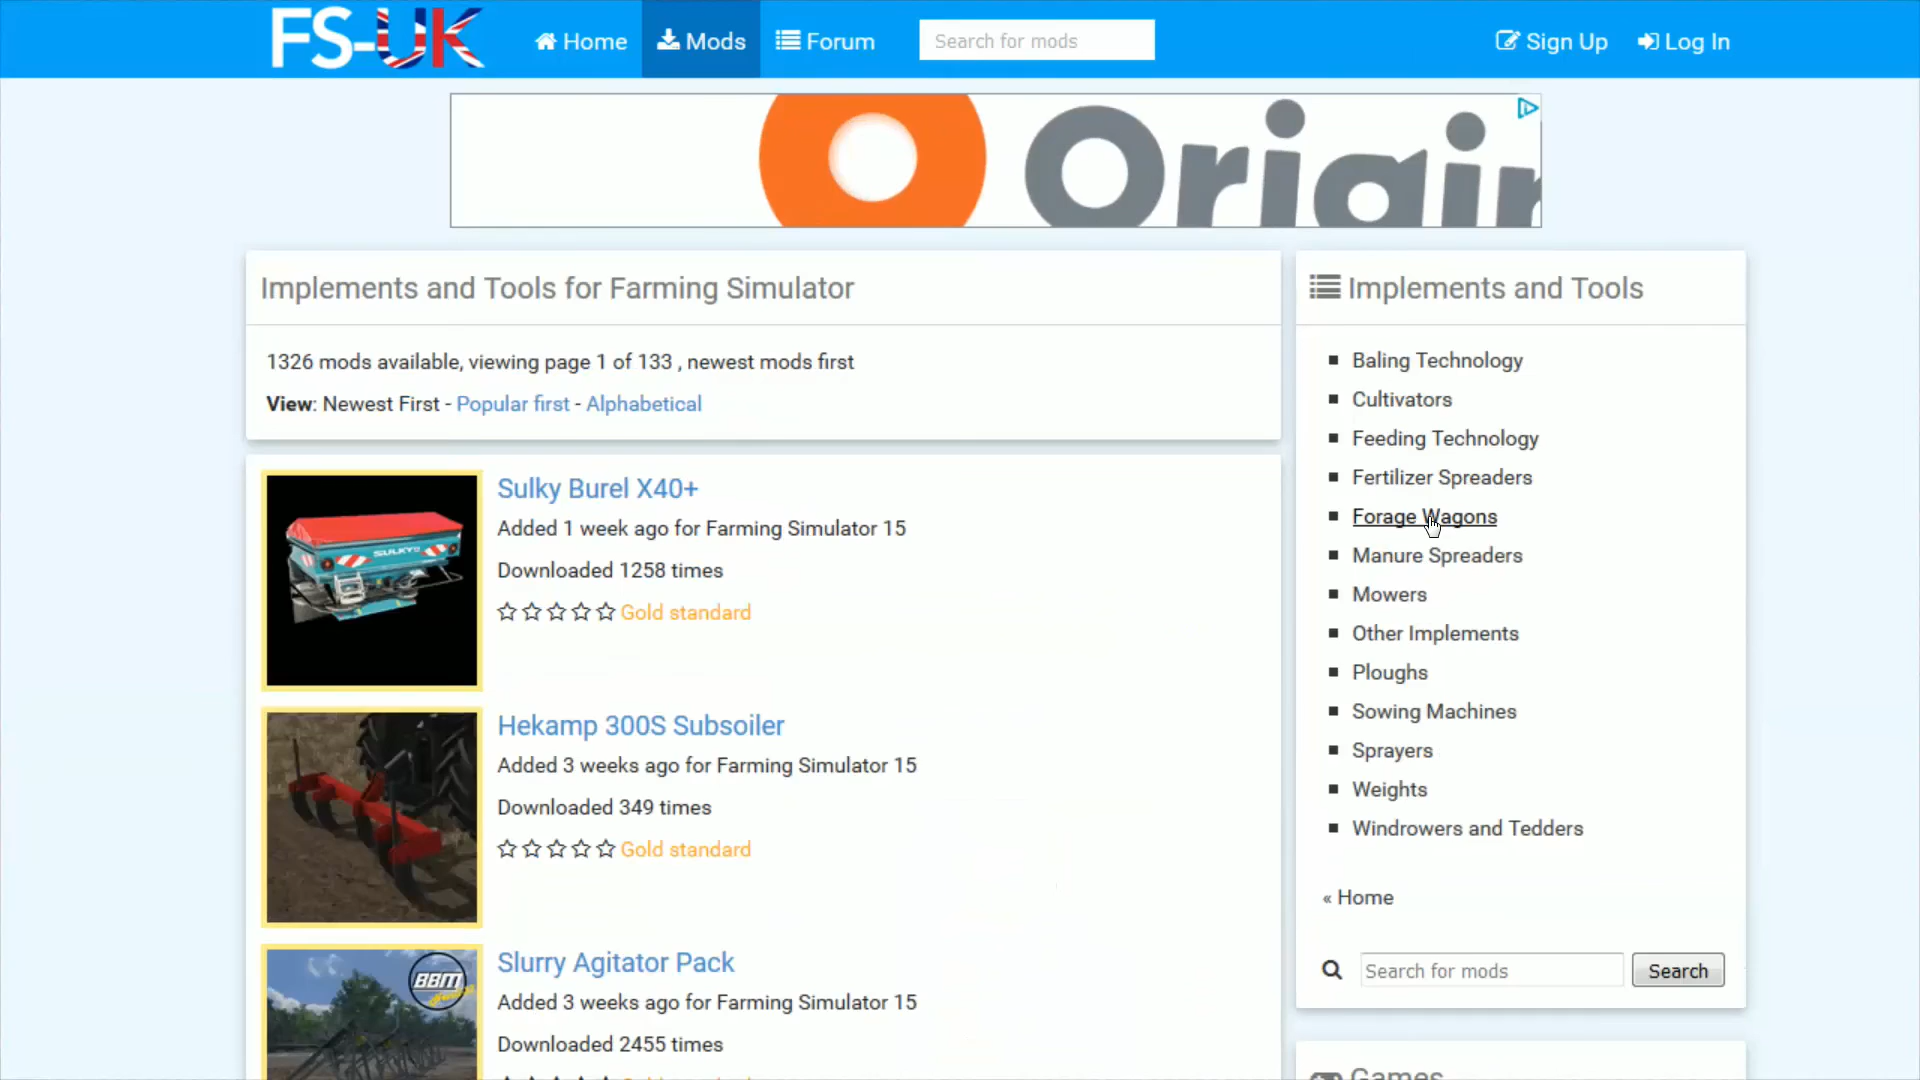 FS-UK
Home
Mods
Forum
Search for mods
Sign Up
Log In
Implements and Tools for Farming Simulator
1326 mods available, viewing page 1 of 133 , newest mods first
View: Newest First - Popular first - Alphabetical
Sulky Burel X40+
Added 1 week ago for Farming Simulator 15
Downloaded 1258 times
Gold standard
SULKY
Hekamp 300S Subsoiler
Added 3 weeks ago for Farming Simulator 15
Downloaded 349 times
Gold standard
Slurry Agitator Pack
Added 3 weeks ago for Farming Simulator 15
Downloaded 2455 times
BBM
Implements and Tools
Baling Technology
Cultivators
Feeding Technology
Fertilizer Spreaders
Forage Wagons
Manure Spreaders
Mowers
Other Implements
Ploughs
Sowing Machines
Sprayers
Weights
Windrowers and Tedders
« Home
Search for mods
Search
Games